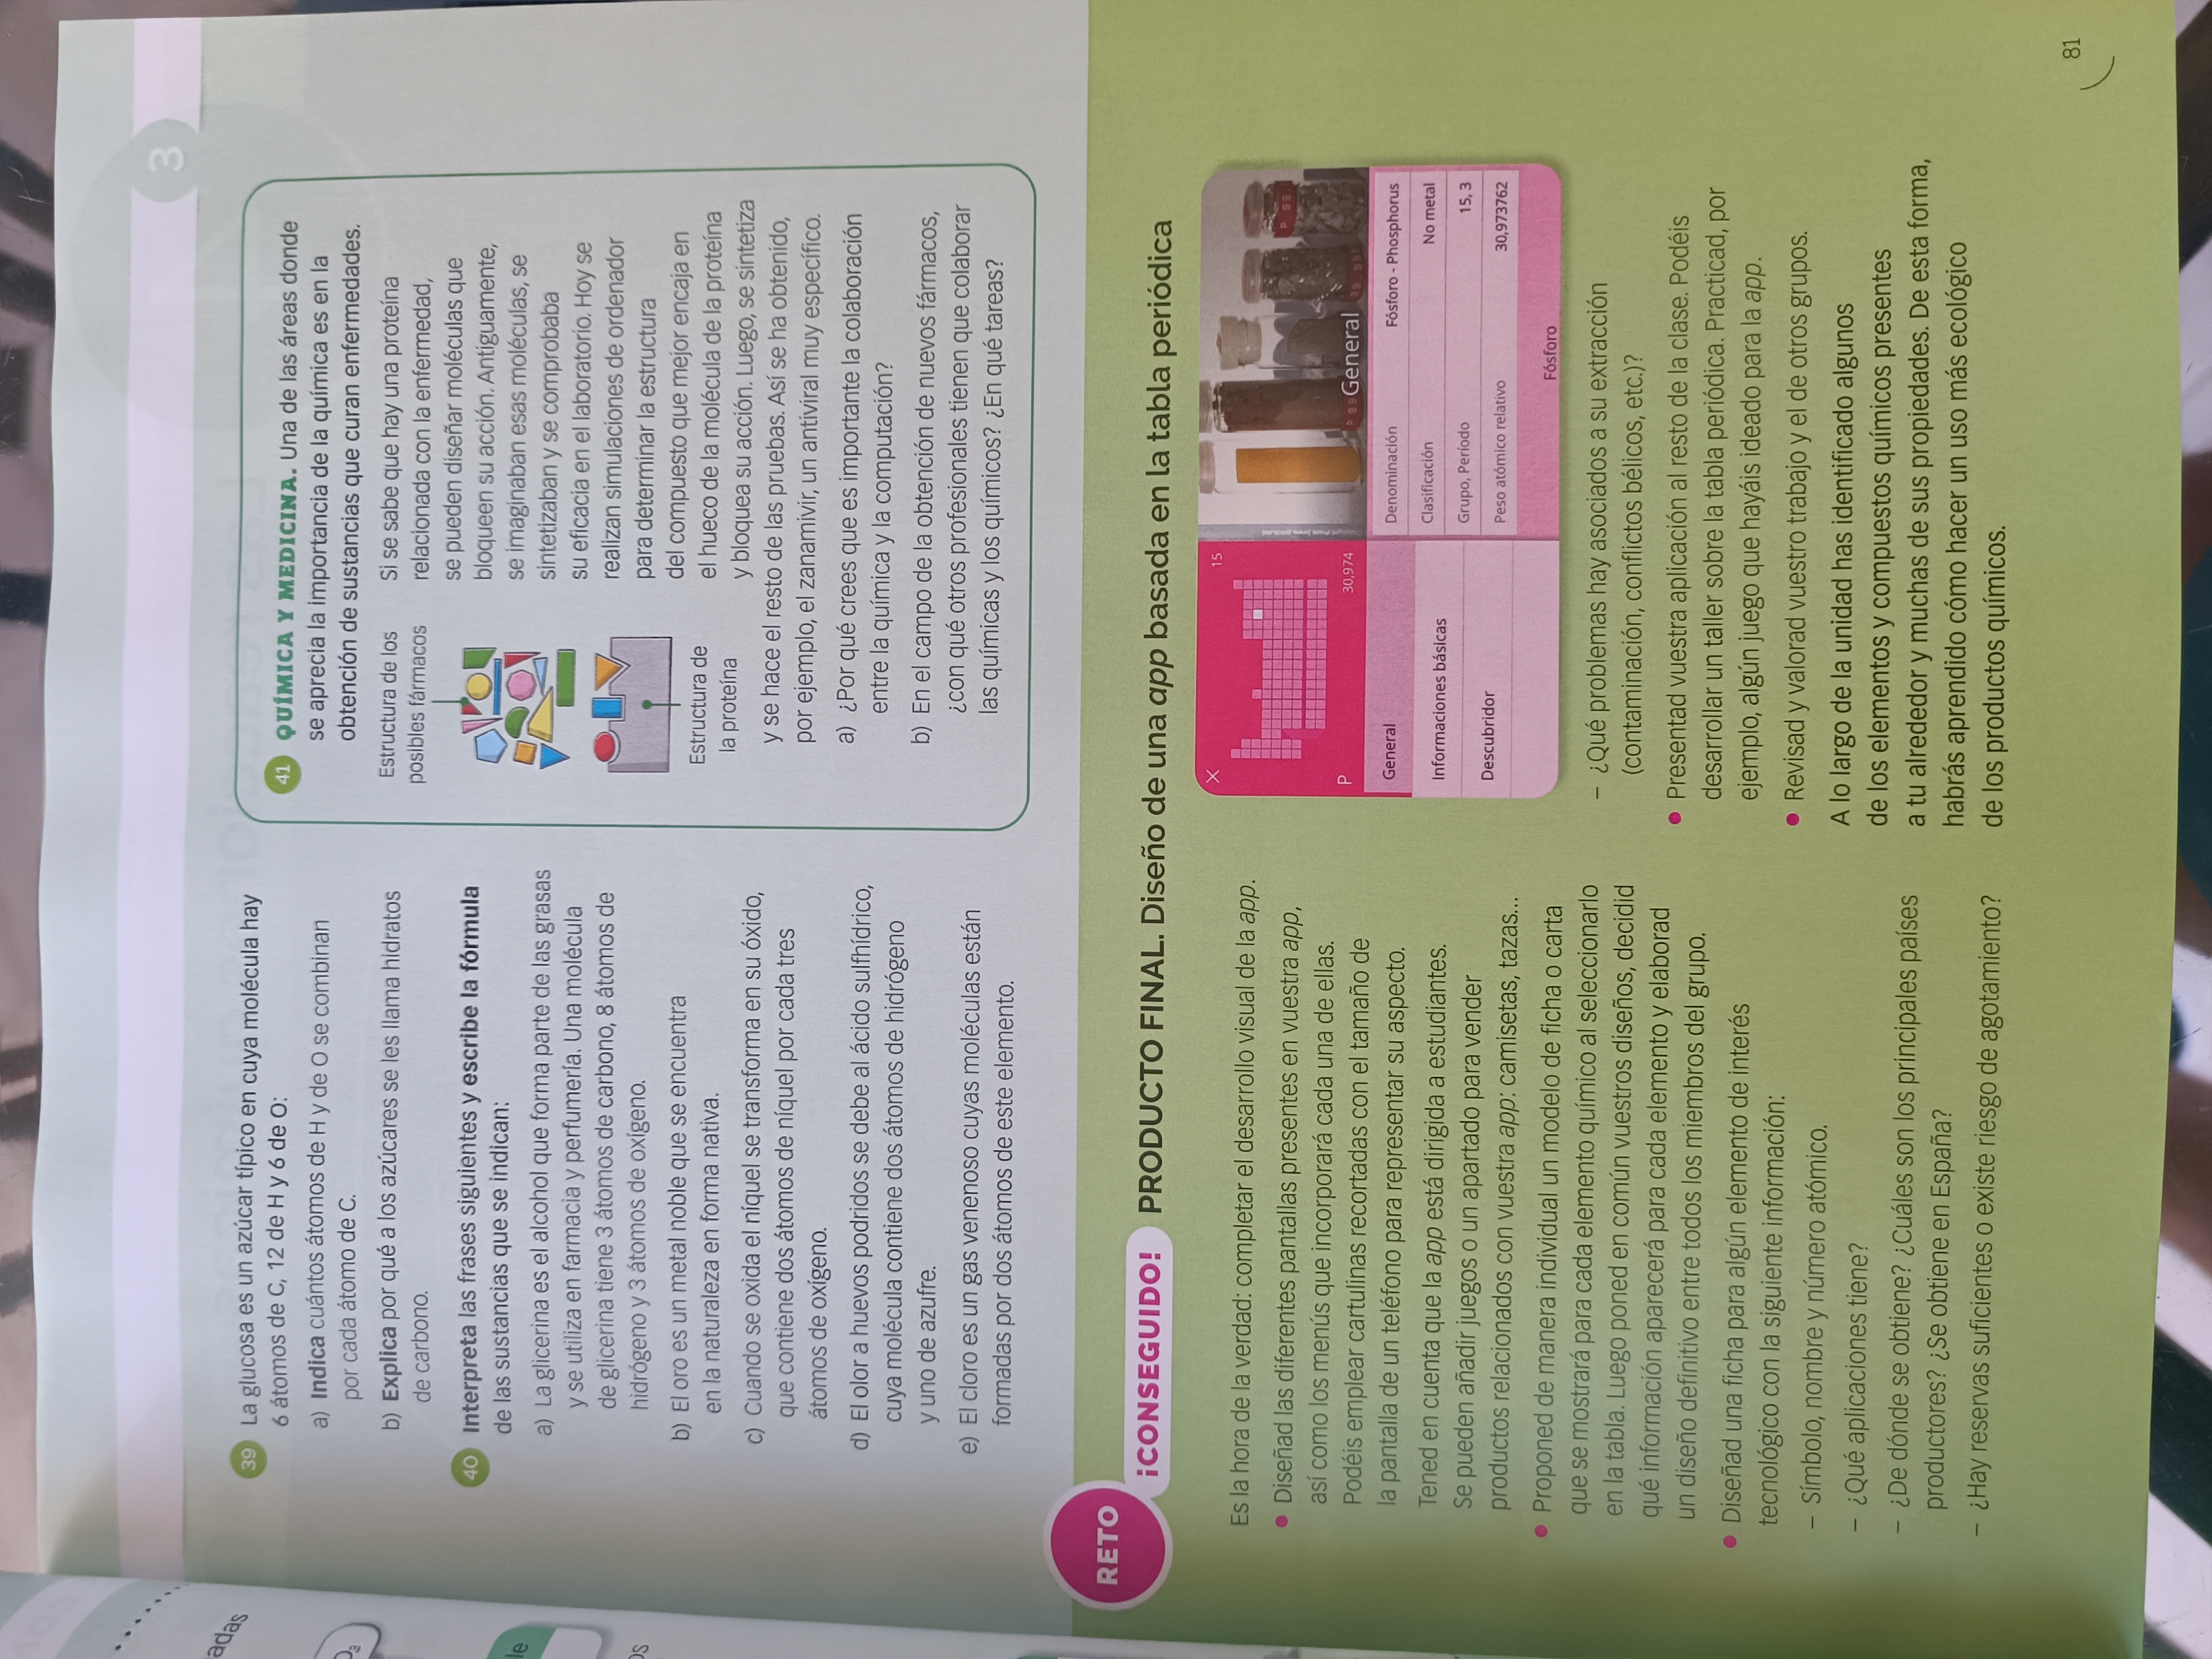 3
39 La glucosa es un azúcar típico en cuya molécula hay
6 átomos de C, 12 de H y 6 de O:
a) Indica cuántos átomos de H y de O se combinan
por cada átomo de C.
b) Explica por qué a los azúcares se les llama hidratos
de carbono.
40 Interpreta las frases siguientes y escribe la fórmula
de las sustancias que se indican:
a) La glicerina es el alcohol que forma parte de las grasas
y se utiliza en farmacia y perfumería. Una molécula
de glicerina tiene 3 átomos de carbono, 8 átomos de
hidrógeno y 3 átomos de oxígeno.
b) El oro es un metal noble que se encuentra
en la naturaleza en forma nativa.
c) Cuando se oxida el níquel se transforma en su óxido,
que contiene dos átomos de níquel por cada tres
átomos de oxígeno.
d) El olor a huevos podridos se debe al ácido sulfhídrico,
cuya molécula contiene dos átomos de hidrógeno
y uno de azufre.
e) El cloro es un gas venenoso cuyas moléculas están
formadas por dos átomos de este elemento.
41 QUÍMICA Y MEDICINA. Una de las áreas donde
se aprecia la importancia de la química es en la
obtención de sustancias que curan enfermedades.
Estructura de los
posibles fármacos
Estructura de
la proteína
Si se sabe que hay una proteína
relacionada con la enfermedad,
se pueden diseñar moléculas que
bloqueen su acción. Antiguamente,
se imaginaban esas moléculas, se
sintetizaban y se comprobaba
su eficacia en el laboratorio. Hoy se
realizan simulaciones de ordenador
para determinar la estructura
del compuesto que mejor encaja en
el hueco de la molécula de la proteína
y bloquea su acción. Luego, se sintetiza
y se hace el resto de las pruebas. Así se ha obtenido,
por ejemplo, el zanamivir, un antiviral muy específico.
a) ¿Por qué crees que es importante la colaboración
entre la química y la computación?
b) En el campo de la obtención de nuevos fármacos,
¿con qué otros profesionales tienen que colaborar
las químicas y los químicos? ¿En qué tareas?
RETO
¡CONSEGUIDO! PRODUCTO FINAL. Diseño de una app basada en la tabla periódica
Es la hora de la verdad: completar el desarrollo visual de la app.
● Diseñad las diferentes pantallas presentes en vuestra app,
así como los menús que incorporará cada una de ellas.
Podéis emplear cartulinas recortadas con el tamaño de
la pantalla de un teléfono para representar su aspecto.
Tened en cuenta que la app está dirigida a estudiantes.
Se pueden añadir juegos o un apartado para vender
productos relacionados con vuestra app: camisetas, tazas...
● Proponed de manera individual un modelo de ficha o carta
que se mostrará para cada elemento químico al seleccionarlo
en la tabla. Luego poned en común vuestros diseños, decidid
qué información aparecerá para cada elemento y elaborad
un diseño definitivo entre todos los miembros del grupo.
● Diseñad una ficha para algún elemento de interés
tecnológico con la siguiente información:
– Símbolo, nombre y número atómico.
– ¿Qué aplicaciones tiene?
– ¿De dónde se obtiene? ¿Cuáles son los principales países
productores? ¿Se obtiene en España?
– ¿Hay reservas suficientes o existe riesgo de agotamiento?
X 15
P 30,974
General
Informaciones básicas
Descubridor
General
Denominación Fósforo - Phosphorus
Clasificación No metal
Grupo, Periodo 15, 3
Peso atómico relativo 30,973762
Fósforo
– ¿Qué problemas hay asociados a su extracción
(contaminación, conflictos bélicos, etc.)?
● Presentad vuestra aplicación al resto de la clase. Podéis
desarrollar un taller sobre la tabla periódica. Practicad, por
ejemplo, algún juego que hayáis ideado para la app.
● Revisad y valorad vuestro trabajo y el de otros grupos.
A lo largo de la unidad has identificado algunos
de los elementos y compuestos químicos presentes
a tu alrededor y muchas de sus propiedades. De esta forma,
habrás aprendido cómo hacer un uso más ecológico
de los productos químicos.
81